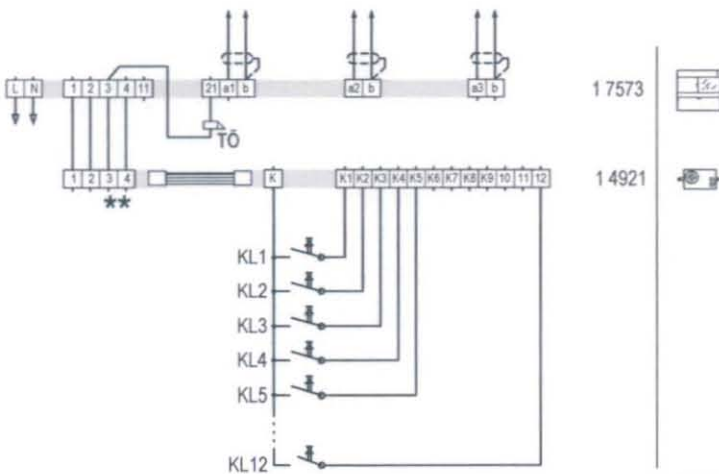 L N 1 2 3 4 11 21 a1 b a2 b a3 b 1 7573
TÖ
1 2 3 4 K K1 K2 K3 K4 K5 K6 K7 K8 K9 10 11 12 1 4921
**
KL1
KL2
KL3
KL4
KL5
KL12